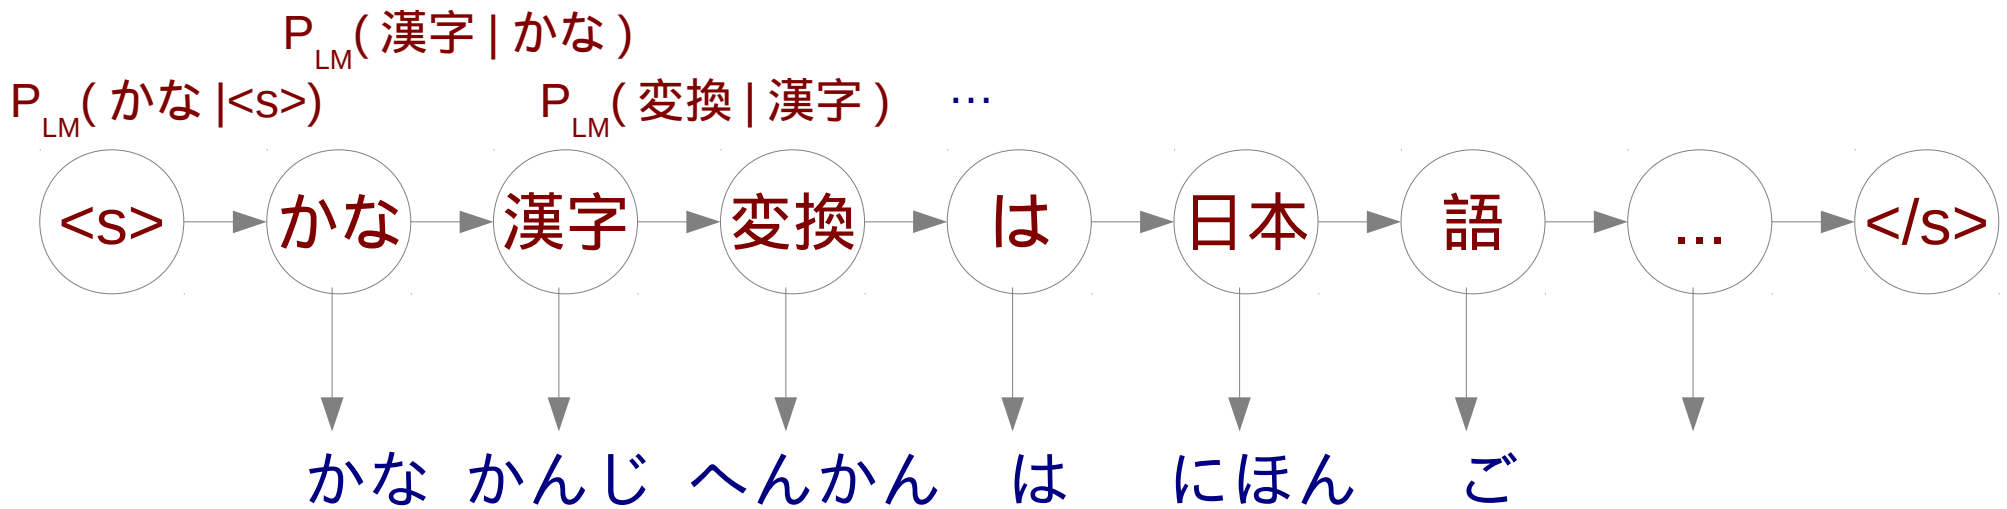 P_LM( 漢字 | かな )
P_LM( かな |<s>) P_LM( 変換 | 漢字 ) …
<s> かな 漢字 変換 は 日本 語 ... </s>
かな かんじ へんかん は にほん ご